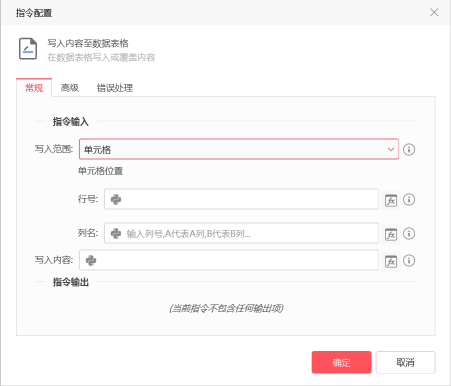 指令配置
写入内容至数据表格
在数据表格写入或覆盖内容
常规 高级 错误处理
指令输入
写入范围: 单元格
单元格位置
行号:
列名: 输入列号,A代表A列,B代表B列...
写入内容:
指令输出
(当前指令不包含任何输出项)
确定 取消